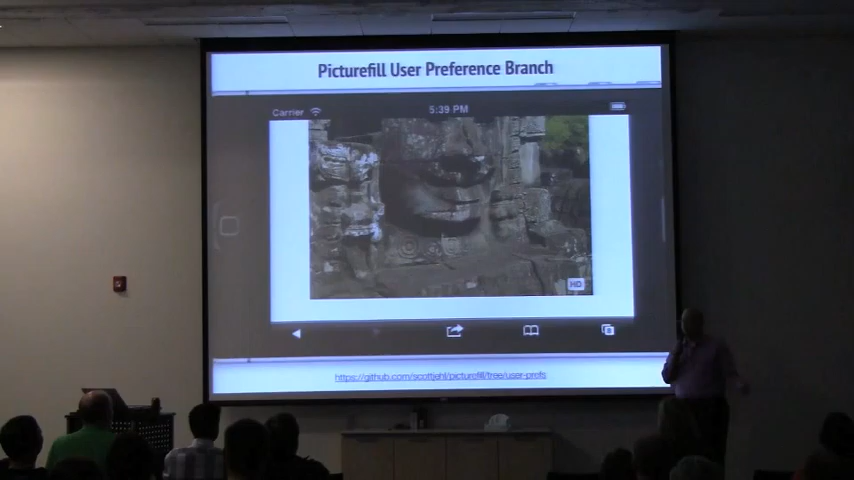 Picturefill User Preference Branch
Carrier 5:39 PM
HD
https://github.com/scottjehl/picturefill/tree/user-prefs